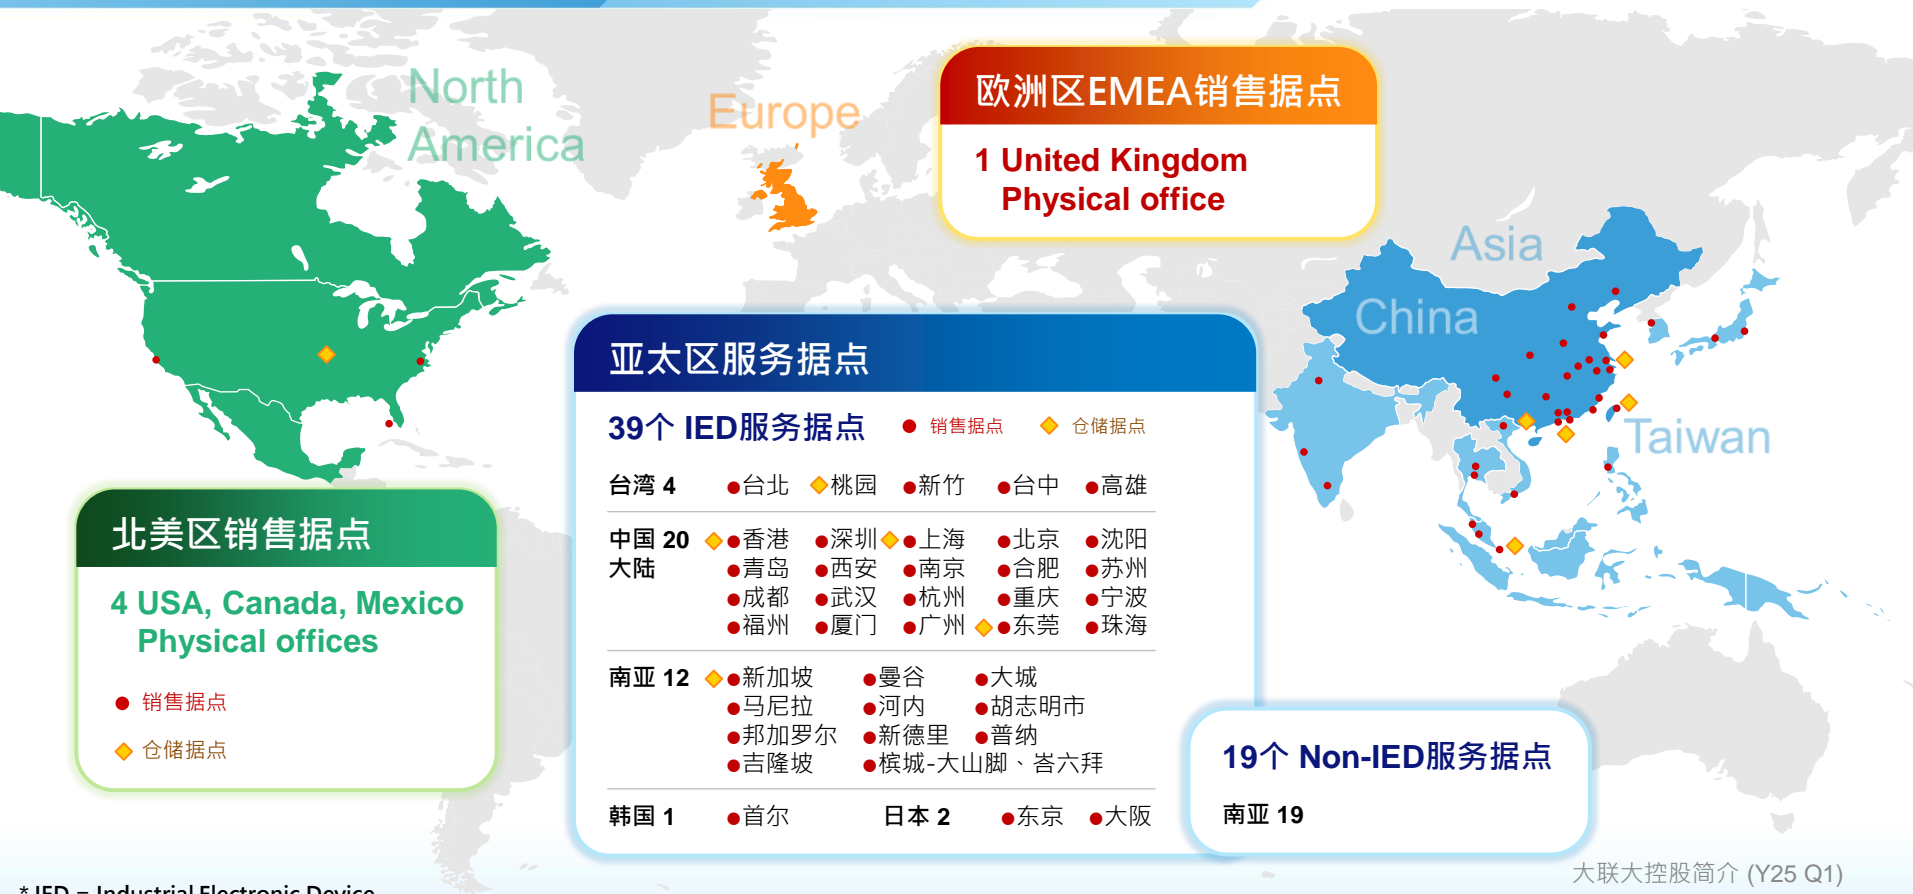 North
America
Europe
欧洲区EMEA销售据点
1 United Kingdom
Physical office
Asia
China
Taiwan
亚太区服务据点
39个 IED服务据点 销售据点 仓储据点
台湾 4 台北 桃园 新竹 台中 高雄
中国 20 香港 深圳 上海 北京 沈阳
大陆 青岛 西安 南京 合肥 苏州
成都 武汉 杭州 重庆 宁波
福州 厦门 广州 东莞 珠海
南亚 12 新加坡 曼谷 大城
马尼拉 河内 胡志明市
邦加罗尔 新德里 普纳
吉隆坡 槟城-大山脚、峇六拜
韩国 1 首尔 日本 2 东京 大阪
北美区销售据点
4 USA, Canada, Mexico
Physical offices
销售据点
仓储据点
19个 Non-IED服务据点
南亚 19
大联大控股简介 (Y25 Q1)
* IED = Industrial Electronic Device